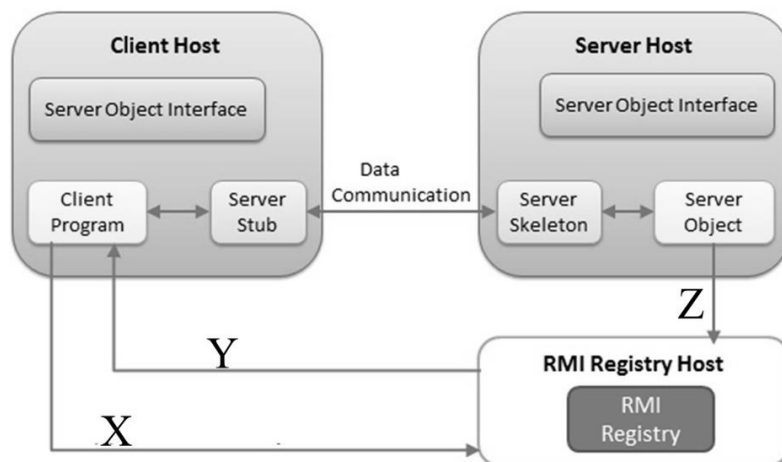 Client Host
Server Object Interface
Client
Program
Server
Stub
Data
Communication
Server Host
Server Object Interface
Server
Skeleton
Server
Object
Z
Y
X
RMI Registry Host
RMI
Registry